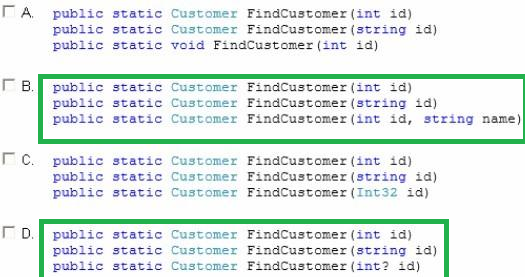 A. public static Customer FindCustomer(int id)
public static Customer FindCustomer(string id)
public static void FindCustomer(int id)
B. public static Customer FindCustomer(int id)
public static Customer FindCustomer(string id)
public static Customer FindCustomer(int id, string name)
C. public static Customer FindCustomer(int id)
public static Customer FindCustomer(string id)
public static Customer FindCustomer(Int32 id)
D. public static Customer FindCustomer(int id)
public static Customer FindCustomer(string id)
public static Customer FindCustomer(int? id)